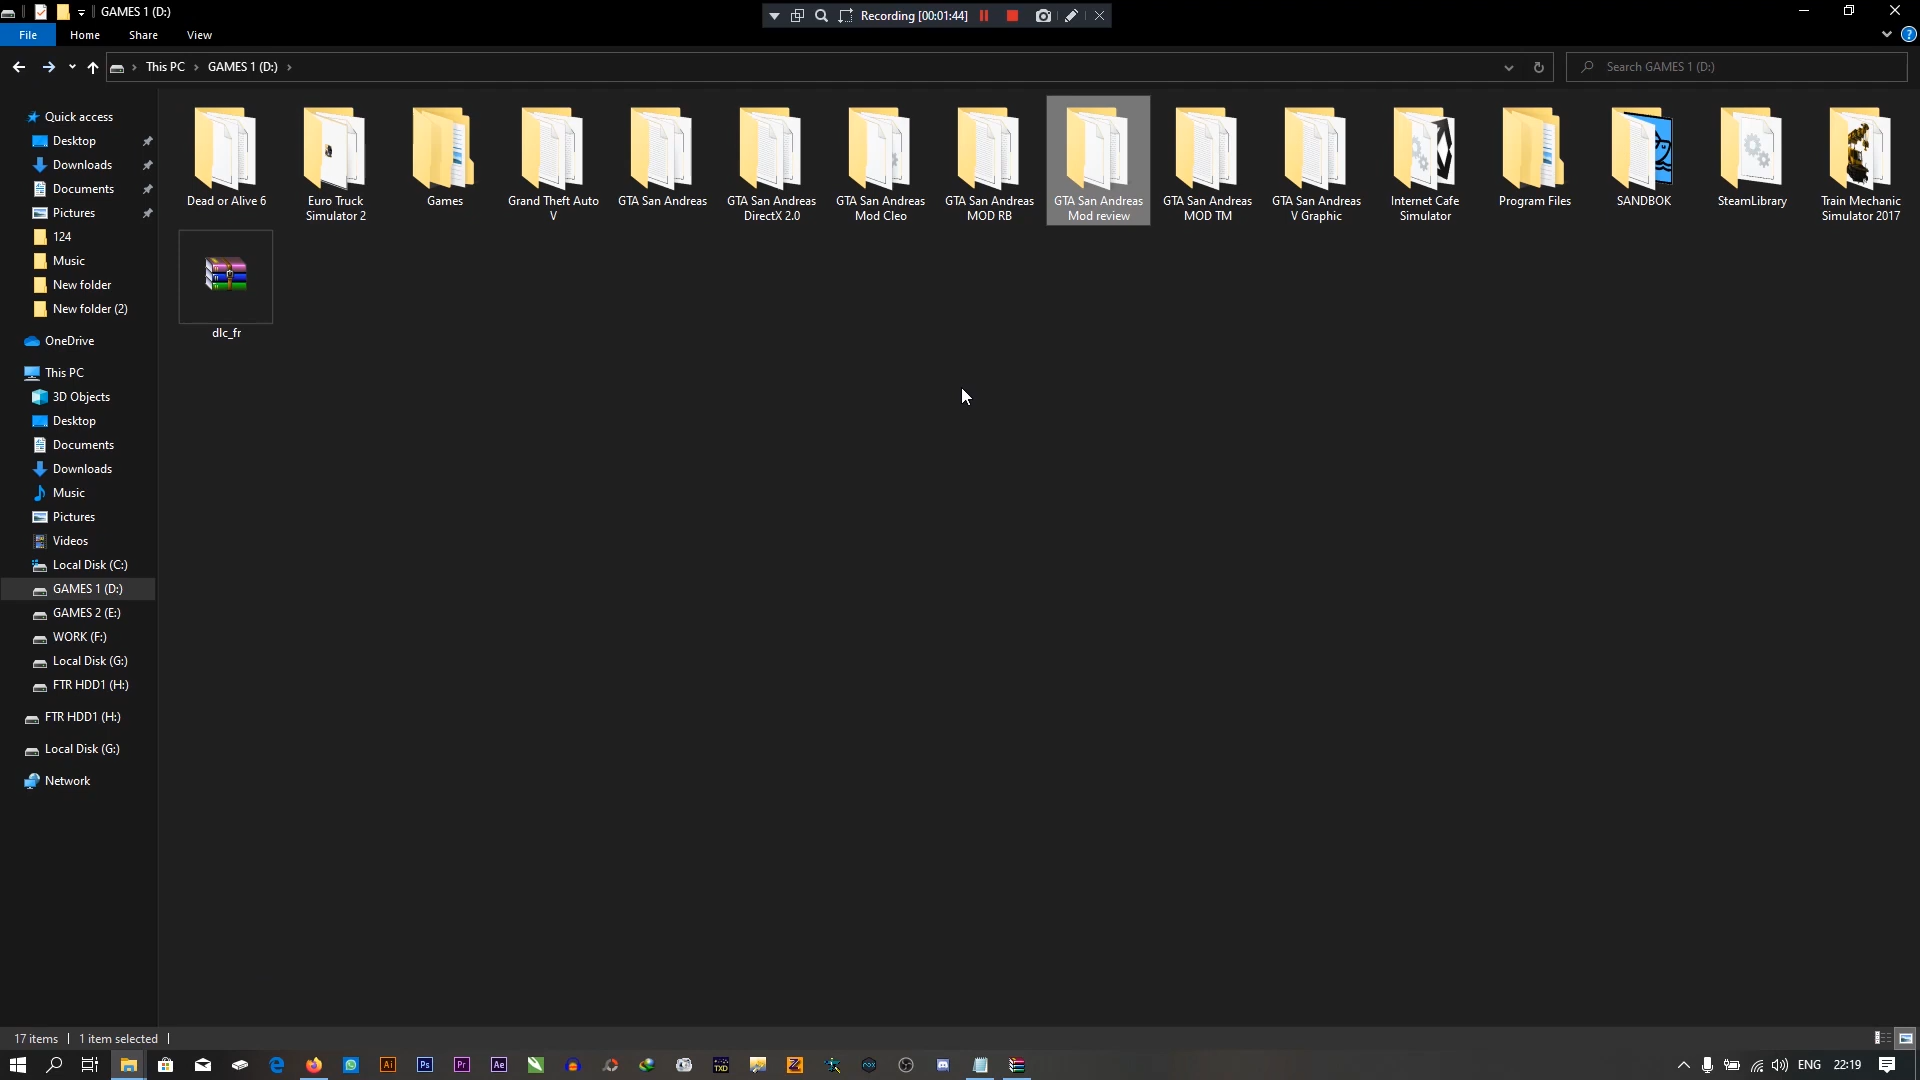 GAMES 1 (D:)
Recording [00:01:44]
File
Home
Share
View
This PC
GAMES 1 (D:)
Search GAMES 1 (D:)
Quick access
Desktop
Downloads
Documents
Pictures
124
Music
New folder
New folder (2)
OneDrive
This PC
3D Objects
Desktop
Documents
Downloads
Music
Pictures
Videos
Local Disk (C:)
GAMES 1 (D:)
GAMES 2 (E:)
WORK (F:)
Local Disk (G:)
FTR HDD1 (H:)
FTR HDD1 (H:)
Local Disk (G:)
Network
Dead or Alive 6
Euro Truck
Simulator 2
Games
Grand Theft Auto
V
GTA San Andreas
GTA San Andreas
DirectX 2.0
GTA San Andreas
Mod Cleo
GTA San Andreas
MOD RB
GTA San Andreas
Mod review
GTA San Andreas
MOD TM
GTA San Andreas
V Graphic
Internet Cafe
Simulator
Program Files
SANDBOK
SteamLibrary
Train Mechanic
Simulator 2017
dlc_fr
17 items
1 item selected
Ai
Ps
Pr
Ae
TXD
ENG
22:19